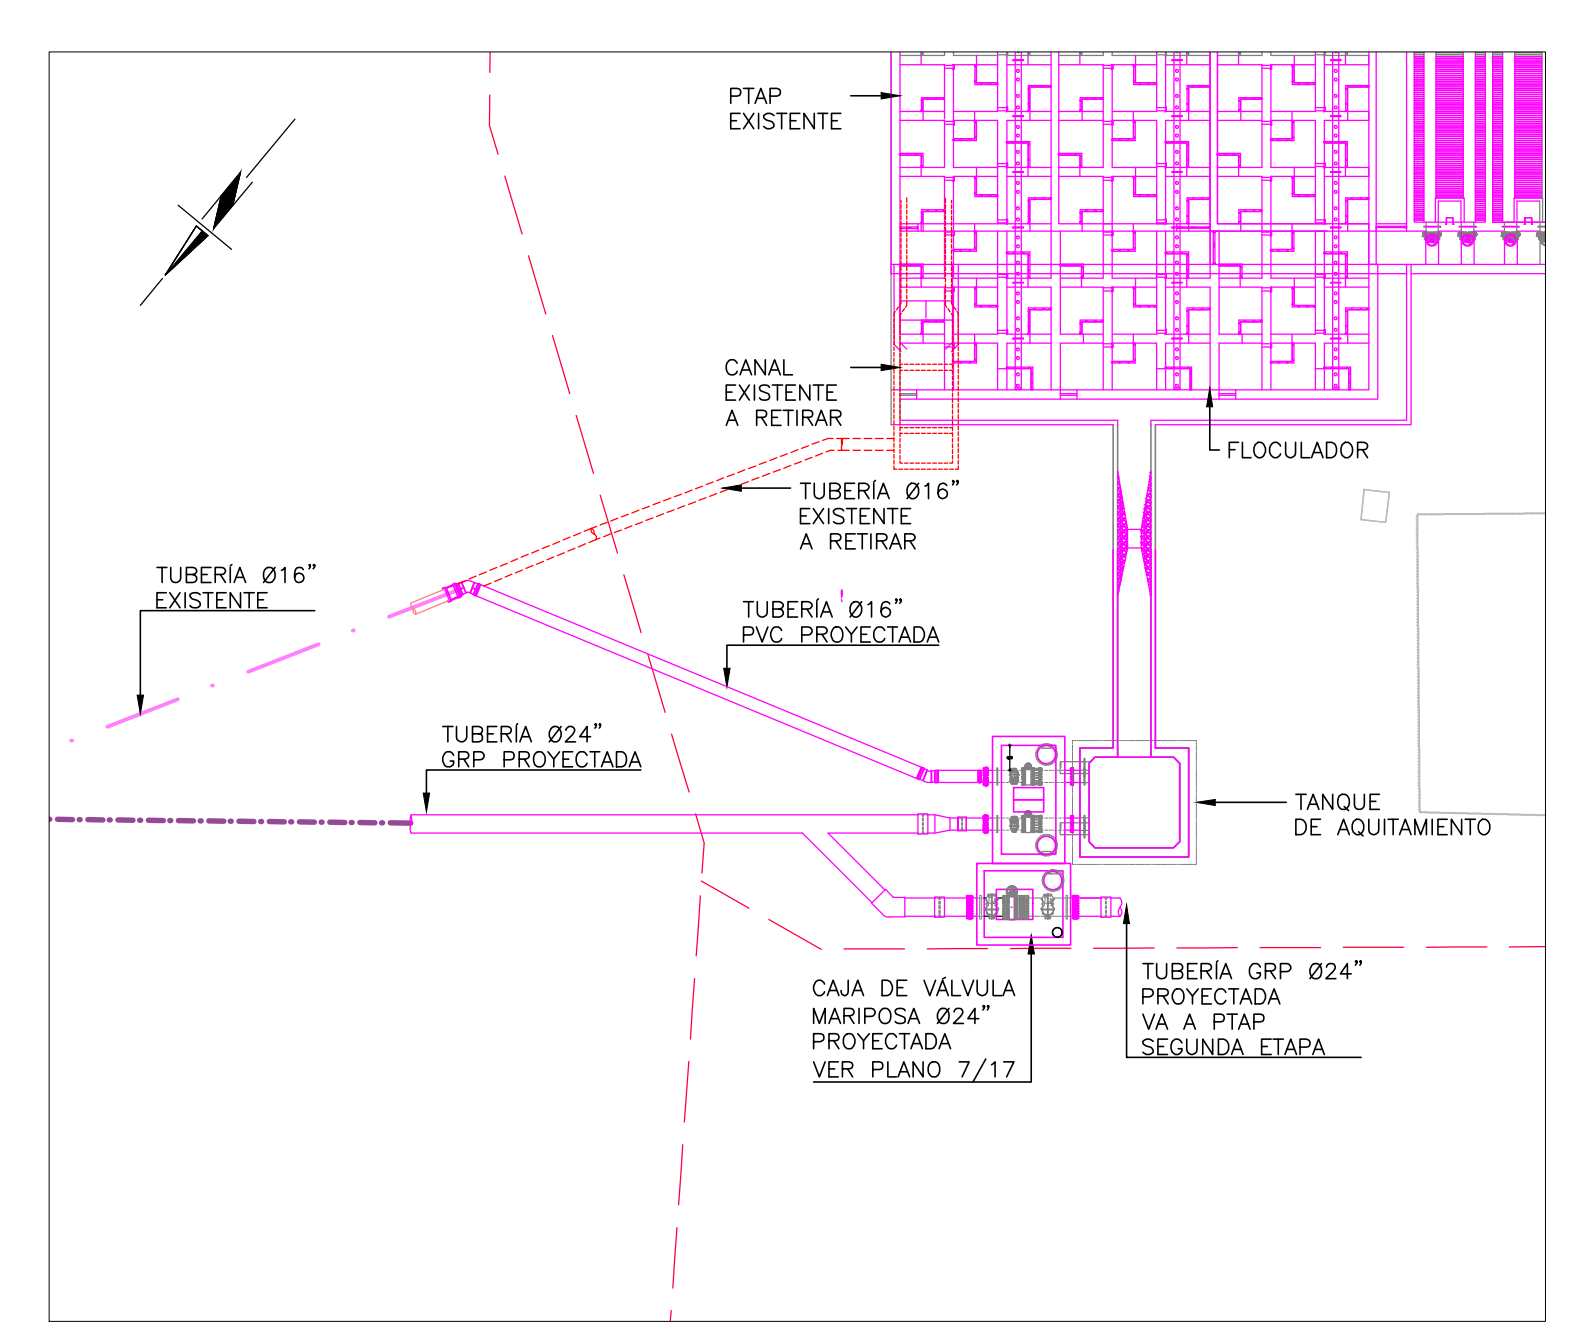 PTAP
EXISTENTE
CANAL
EXISTENTE
A RETIRAR
FLOCULADOR
TUBERÍA Ø16"
EXISTENTE
A RETIRAR
TUBERÍA Ø16"
EXISTENTE
TUBERÍA Ø16"
PVC PROYECTADA
TUBERÍA Ø24"
GRP PROYECTADA
TANQUE
DE AQUITAMIENTO
CAJA DE VÁLVULA
MARIPOSA Ø24"
PROYECTADA
VER PLANO 7/17
TUBERÍA GRP Ø24"
PROYECTADA
VA A PTAP
SEGUNDA ETAPA